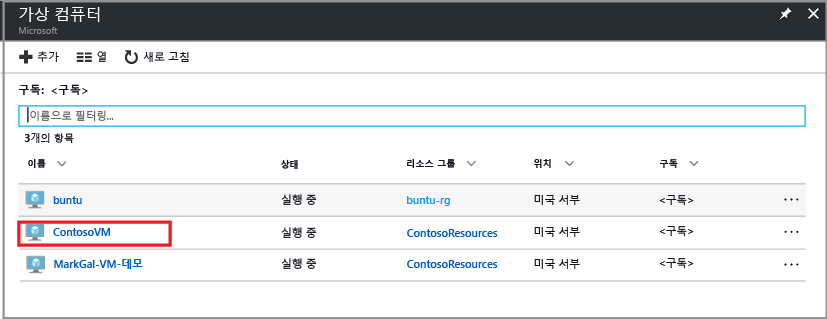 가상 컴퓨터
Microsoft
추가 열 새로 고침
구독: <구독>
이름으로 필터링...
3개의 항목
이름 상태 리소스 그룹 위치 구독
buntu 실행 중 buntu-rg 미국 서부 <구독>
ContosoVM 실행 중 ContosoResources 미국 서부 <구독>
MarkGal-VM-데모 실행 중 ContosoResources 미국 서부 <구독>